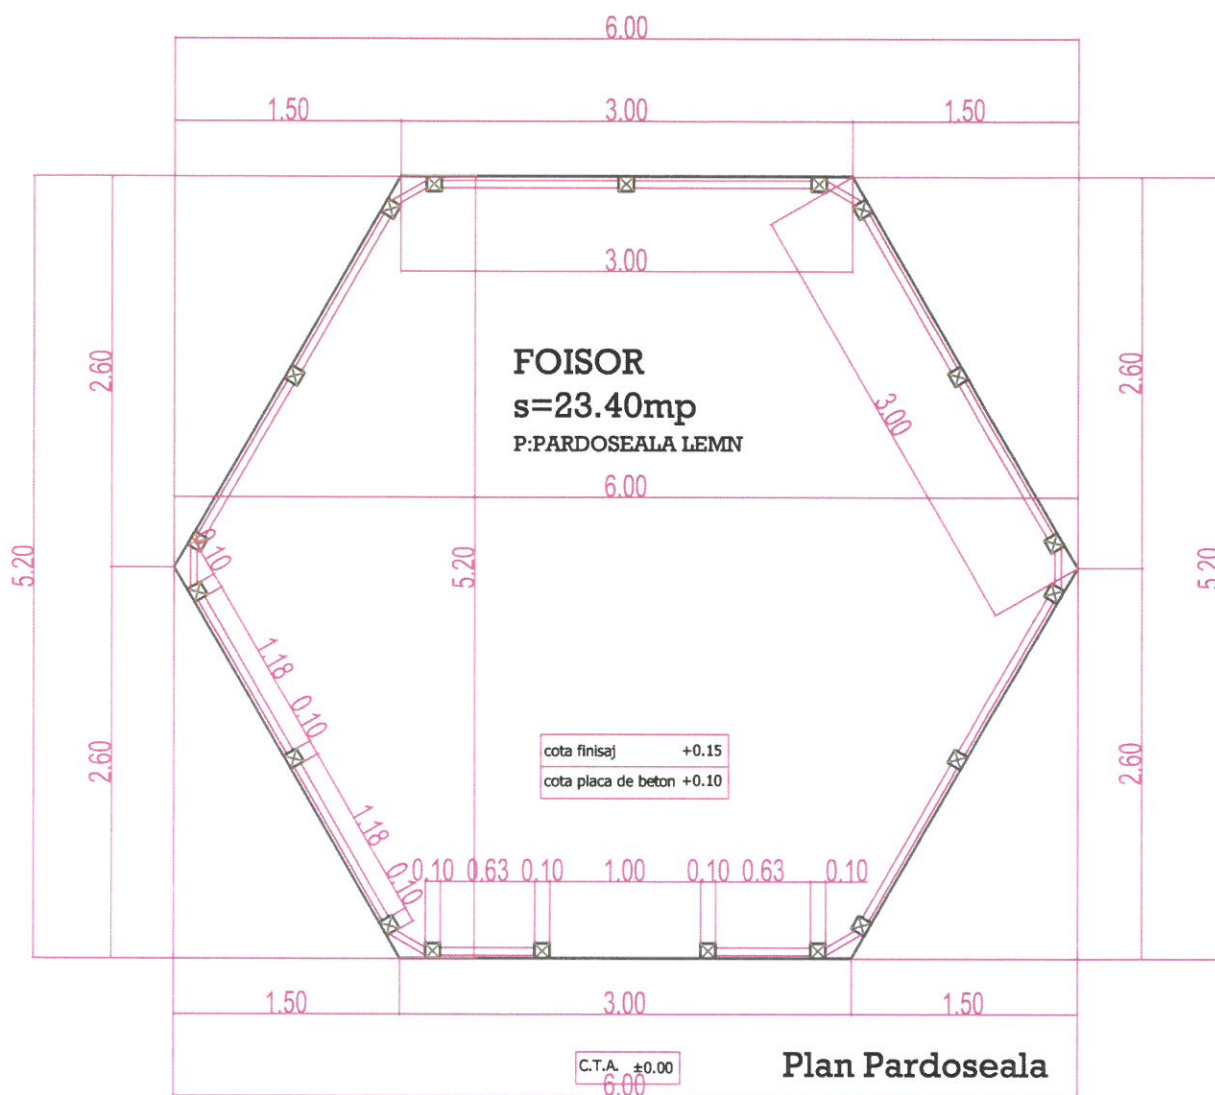 6.00
1.50 3.00 1.50
3.00
FOISOR
s=23.40mp
P:PARDOSEALA LEMN
2.60 3.00 2.60
6.00
5.20 5.20 5.20
0.10
1.18
0.10
1.18
0.10
cota finisaj +0.15
cota placa de beton +0.10
2.60 2.60
0.10 0.63 0.10 1.00 0.10 0.63 0.10
1.50 3.00 1.50
C.T.A. ±0.00
6.00
Plan Pardoseala